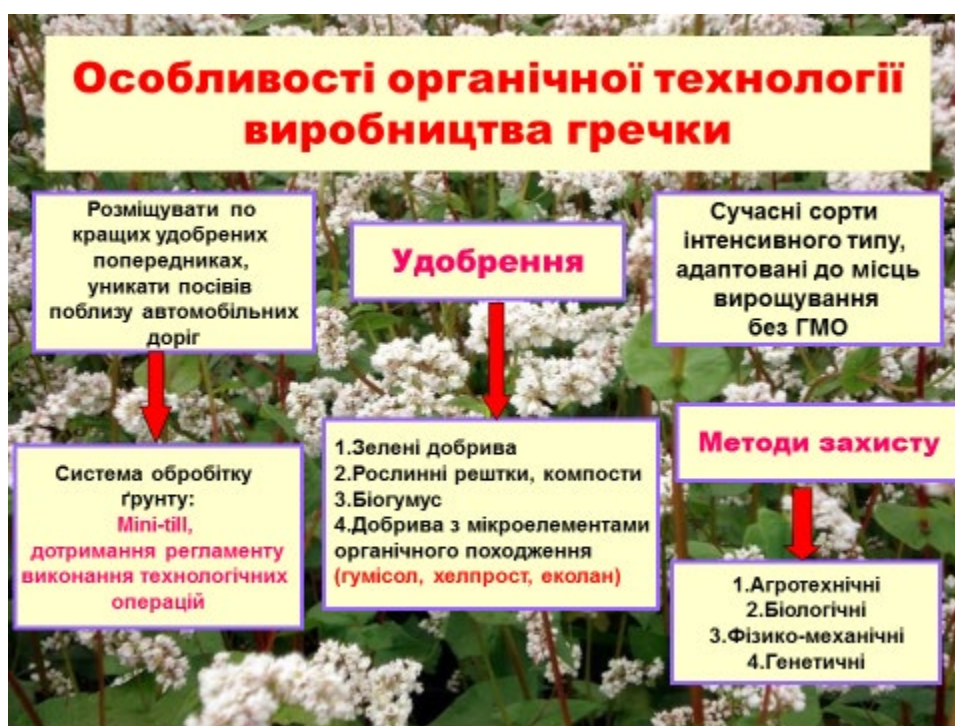 Особливості органічної технології
виробництва гречки
Розміщувати по
кращих удобрених
попередниках,
уникати посівів
поблизу автомобільних
доріг
Система обробітку
ґрунту:
Mini-till,
дотримання регламенту
виконання технологічних
операцій
Удобрення
1.Зелені добрива
2.Рослинні рештки, компости
3.Біогумус
4.Добрива з мікроелементами
органічного походження
(гумісол, хелпрост, еколан)
Сучасні сорти
інтенсивного типу,
адаптовані до місць
вирощування
без ГМО
Методи захисту
1.Агротехнічні
2.Біологічні
3.Фізико-механічні
4.Генетичні